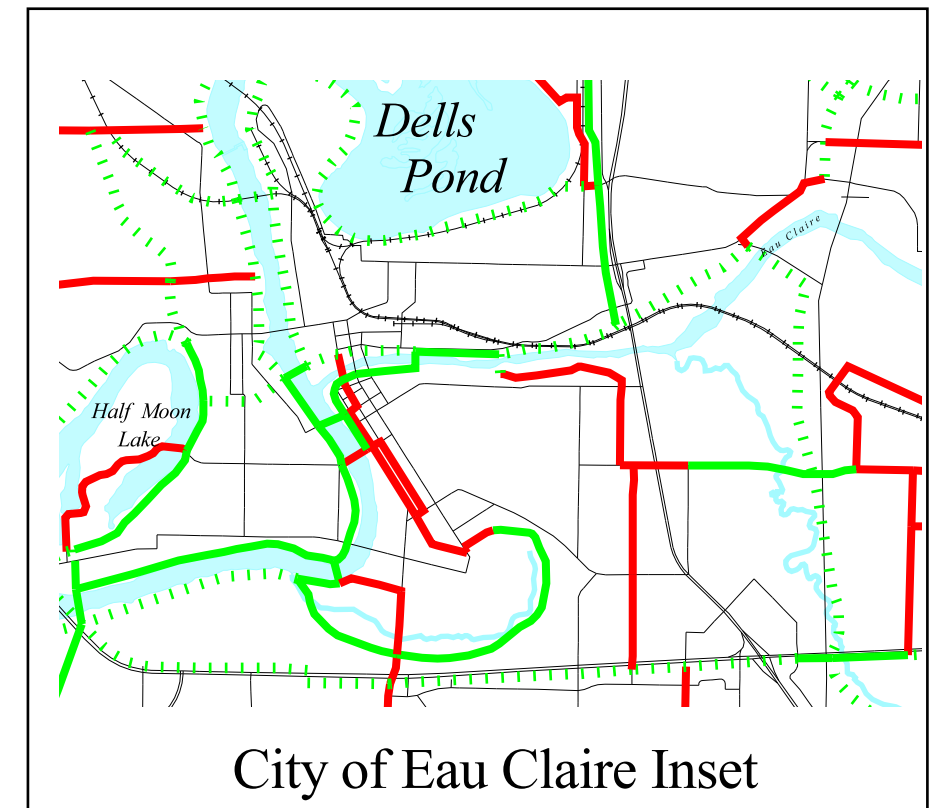 Dells
Pond
Eau Claire
Half Moon
Lake
City of Eau Claire Inset